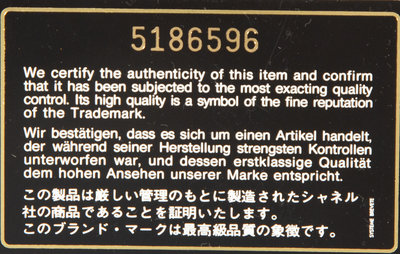 5186596
We certify the authenticity of this item and confirm
that it has been subjected to the most exacting quality
control. Its high quality is a symbol of the fine reputation
of the Trademark.
Wir bestätigen, dass es sich um einen Artikel handelt,
der während seiner Herstellung strengsten Kontrollen
unterworfen war, und dessen erstklassige Qualität
dem hohen Ansehen unserer Marke entspricht.
この製品は厳しい管理のもとに製造されたシャネル
社の商品であることを証明いたします。
このブランド・マークは最高級品質の象徴です。
SYSTEME BREVETE